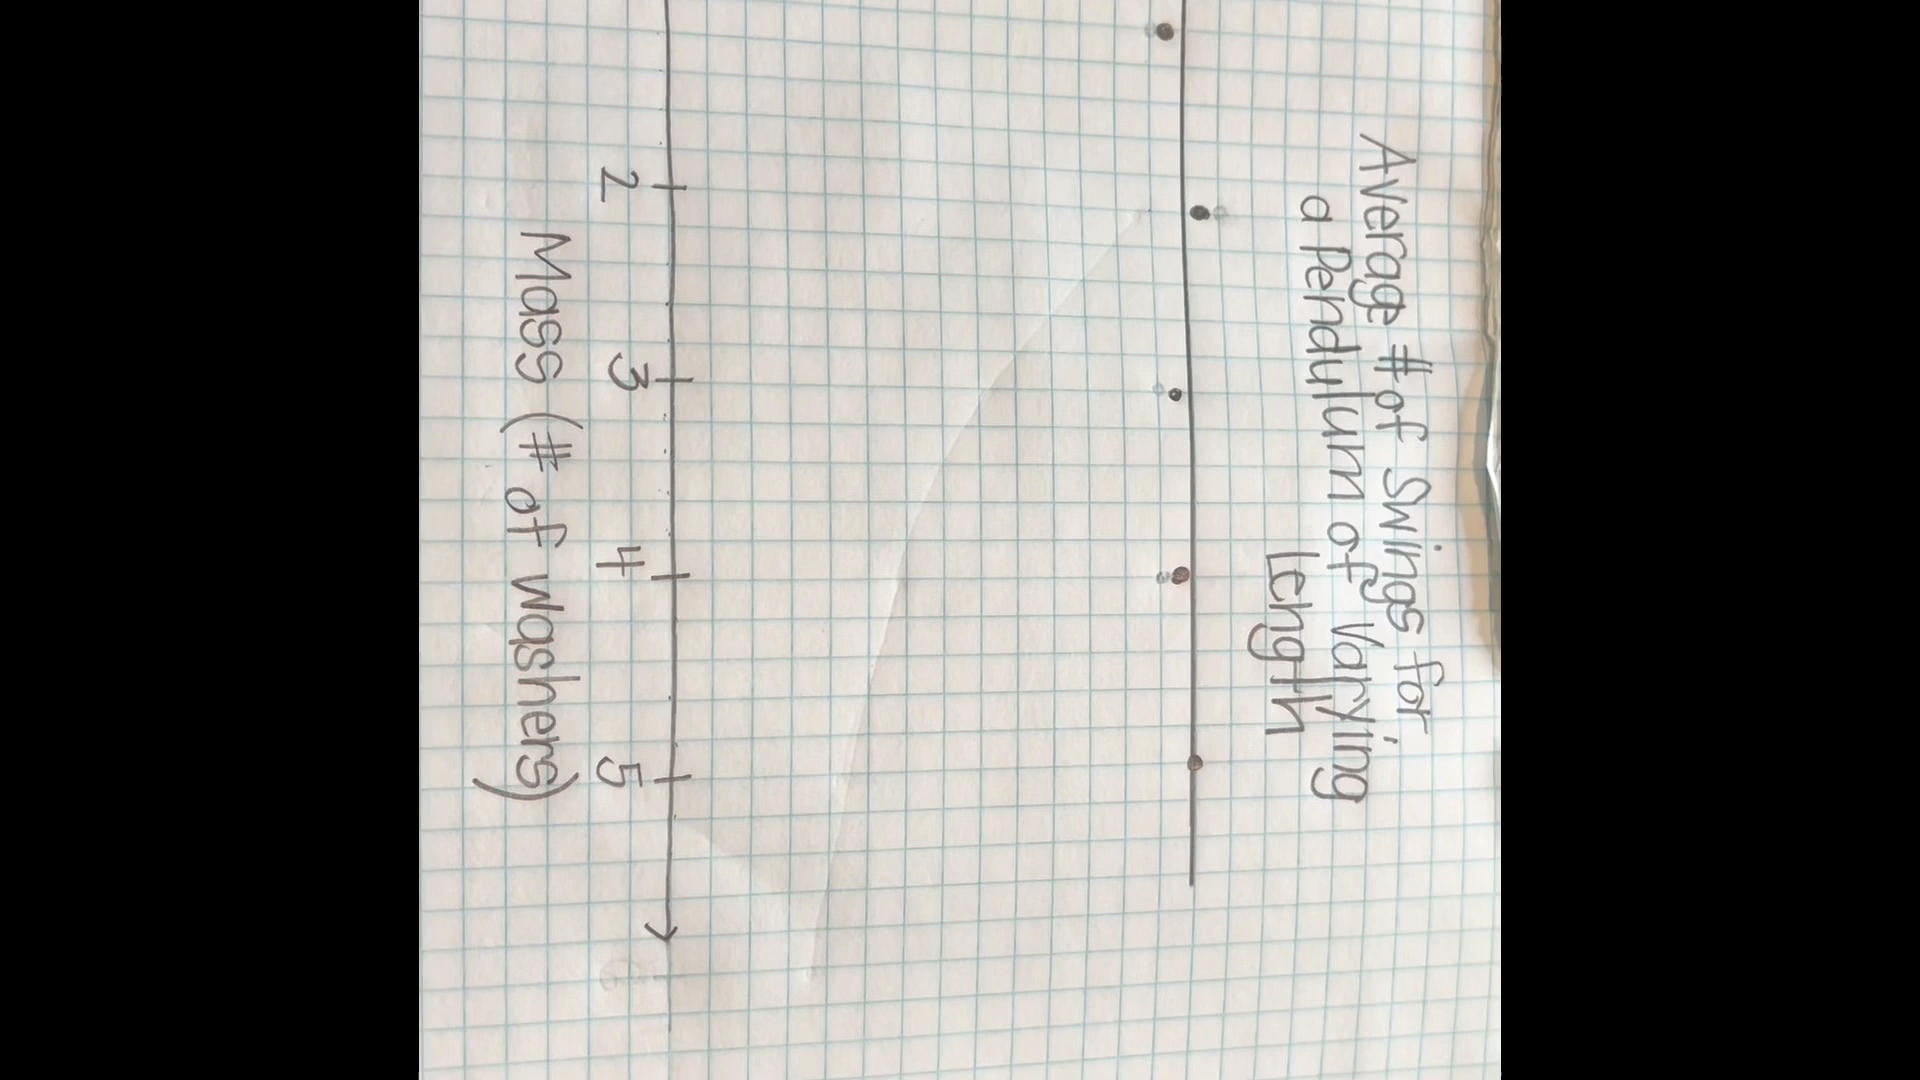 Average # of Swings for
a Pendulum of Varying
Length
2 3 4 5
Mass (# of washers)